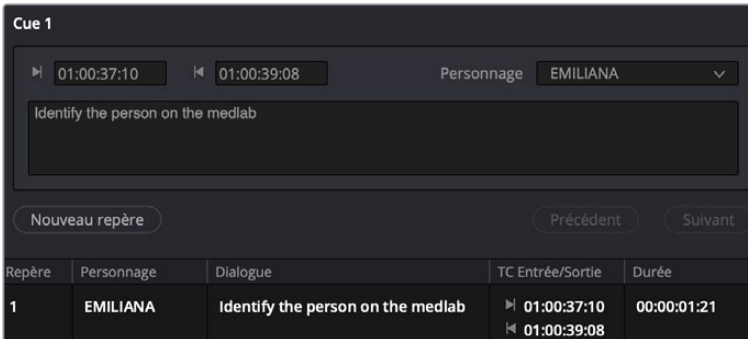 Cue 1
01:00:37:10 01:00:39:08 Personnage EMILIANA
Identify the person on the medlab
Nouveau repère Précédent Suivant
Repère Personnage Dialogue TC Entrée/Sortie Durée
1 EMILIANA Identify the person on the medlab 01:00:37:10 00:00:01:21
01:00:39:08